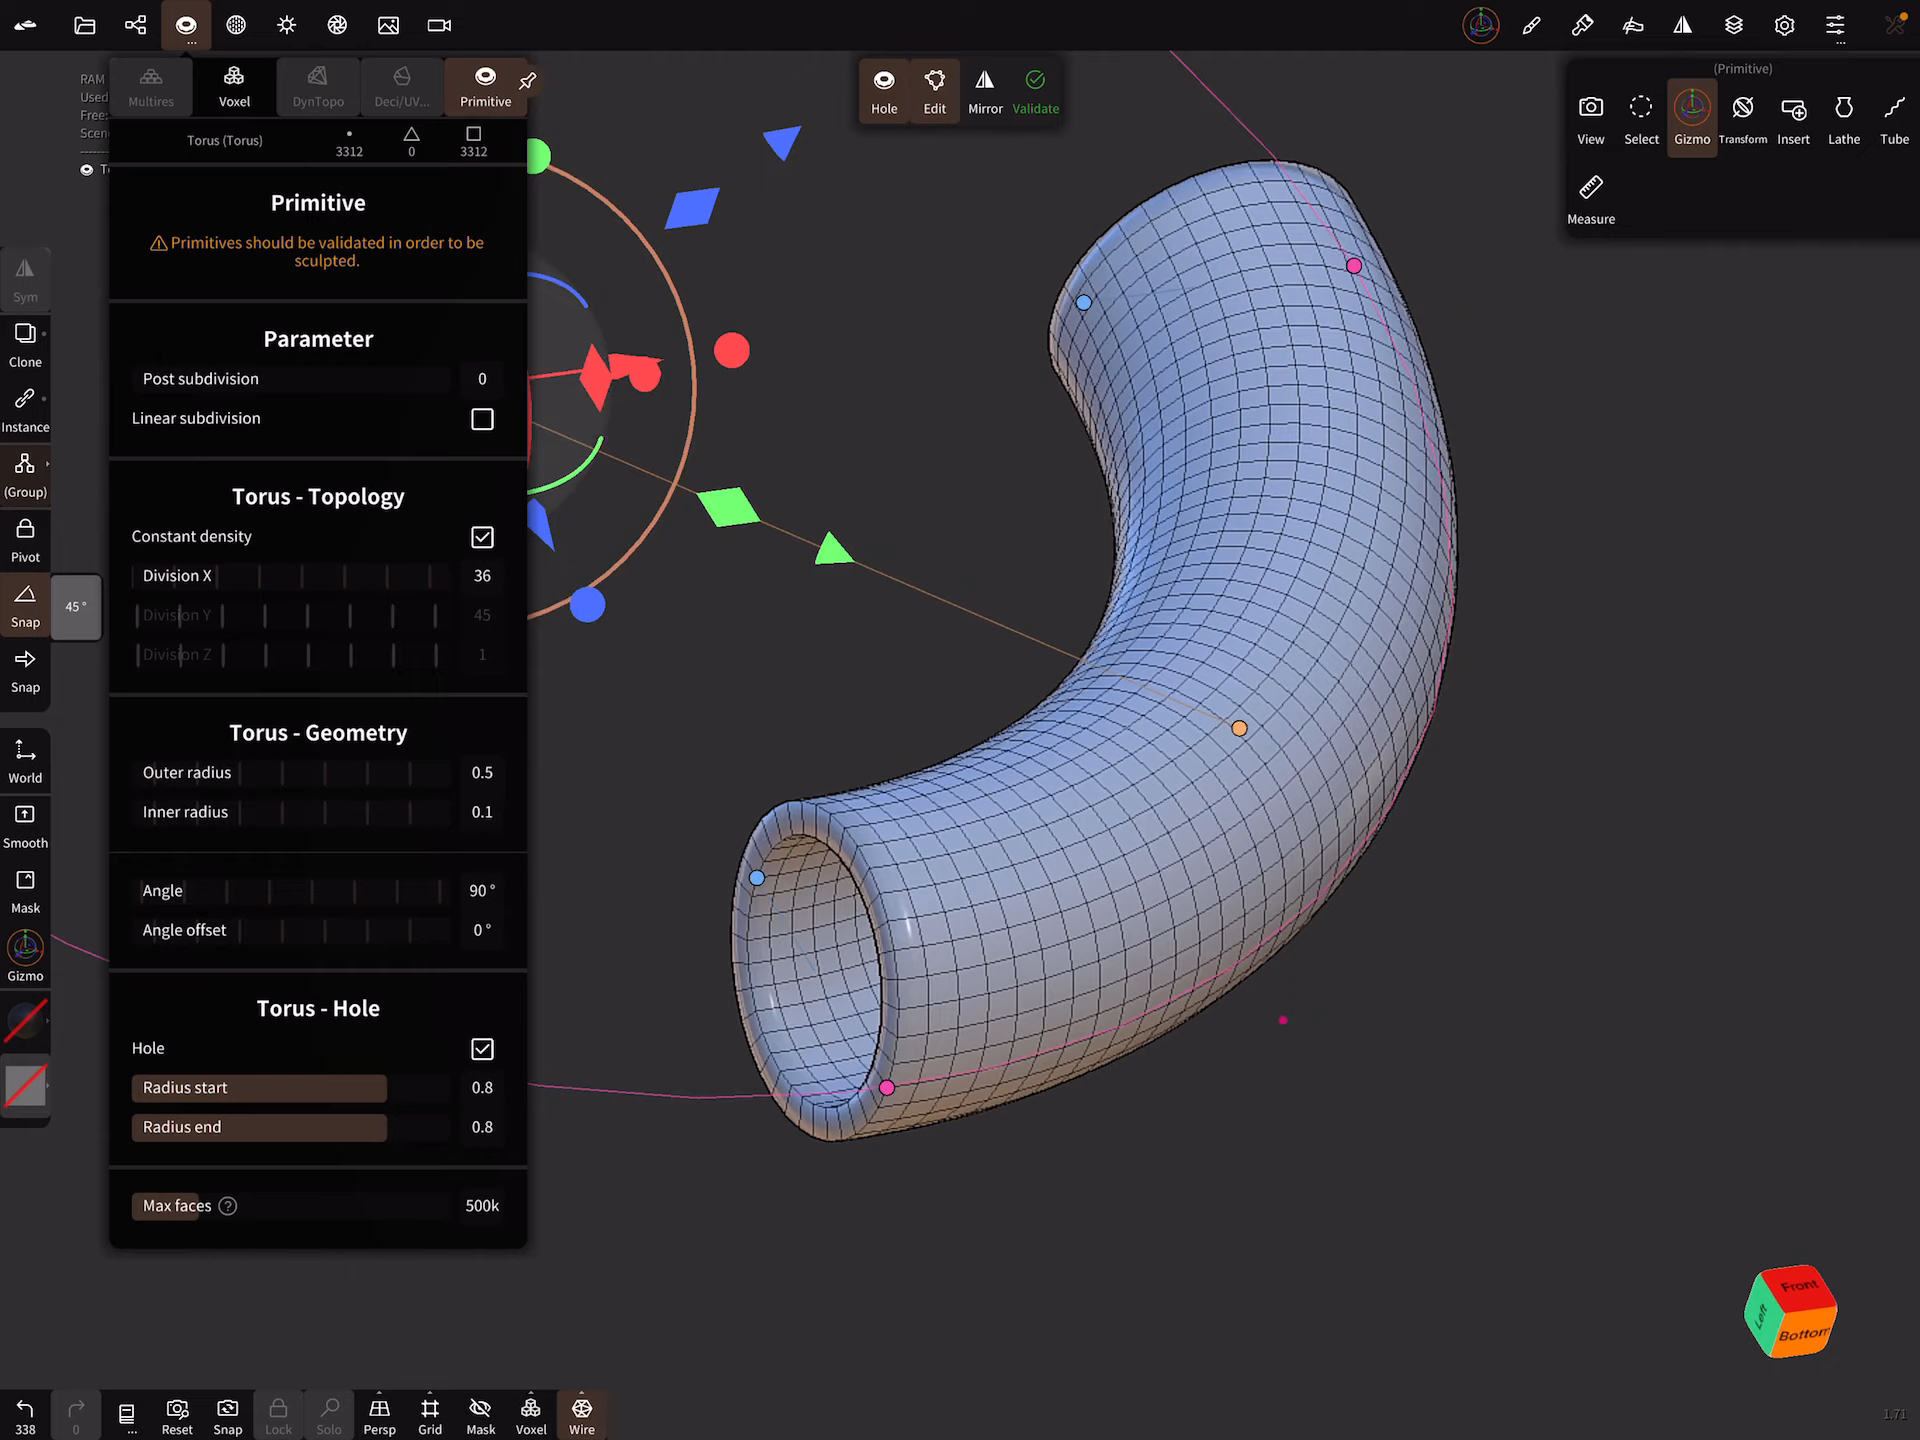 RAM
Used
Free:
Scen
Multires
Voxel
DynTopo
Deci/UV...
Primitive
Torus (Torus)
3312
0
3312
Primitive
Primitives should be validated in order to be
sculpted.
Parameter
Post subdivision 0
Linear subdivision
Torus - Topology
Constant density
Division X 36
Division Y 45
Division Z 1
Torus - Geometry
Outer radius 0.5
Inner radius 0.1
Angle 90 °
Angle offset 0 °
Torus - Hole
Hole
Radius start 0.8
Radius end 0.8
Max faces ? 500k
Sym
Clone
Instance
(Group)
Pivot
Snap
45 °
Snap
World
Smooth
Mask
Gizmo
Hole
Edit
Mirror
Validate
(Primitive)
View
Select
Gizmo
Transform
Insert
Lathe
Tube
Measure
Front
Left
Bottom
338
0
...
Reset
Snap
Lock
Solo
Persp
Grid
Mask
Voxel
Wire
1.71